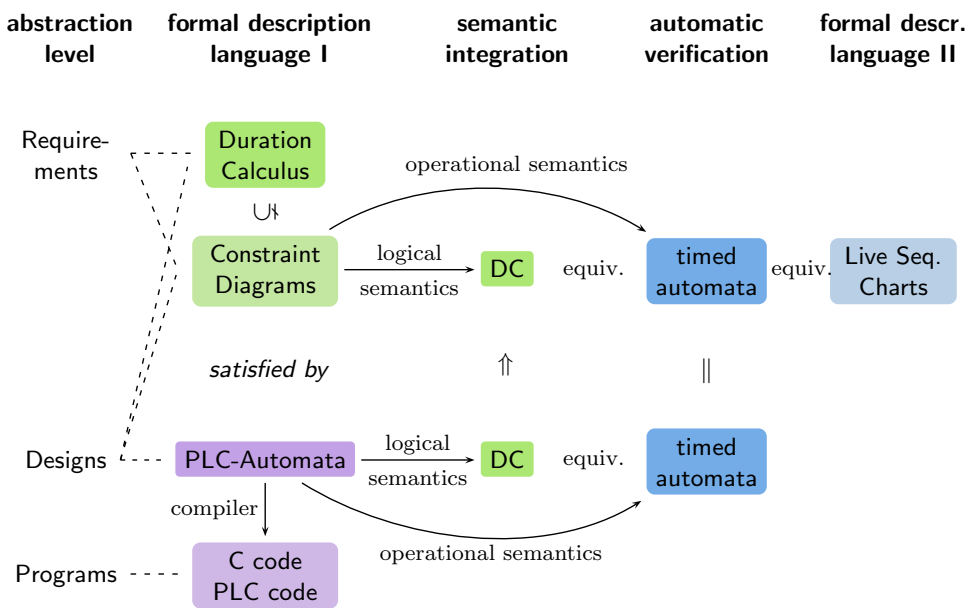 abstraction level
formal description language I
semantic integration
automatic verification
formal descr. language II
Require-
ments
Duration
Calculus
operational semantics
Constraint
Diagrams
logical
semantics
DC
equiv.
timed
automata
equiv.
Live Seq.
Charts
satisfied by
⇑
||
Designs
PLC-Automata
logical
semantics
DC
equiv.
timed
automata
compiler
operational semantics
Programs
C code
PLC code